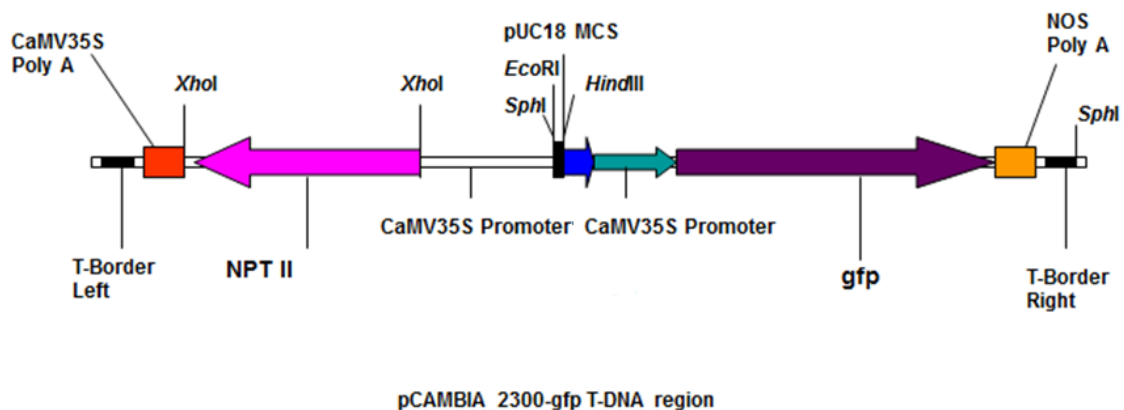 CaMV35S
Poly A
XhoI
XhoI
pUC18 MCS
EcoRI
SphI
HindIII
NOS
Poly A
SphI
CaMV35S Promoter
CaMV35S Promoter
T-Border
Left
NPT II
gfp
T-Border
Right
pCAMBIA 2300-gfp T-DNA region